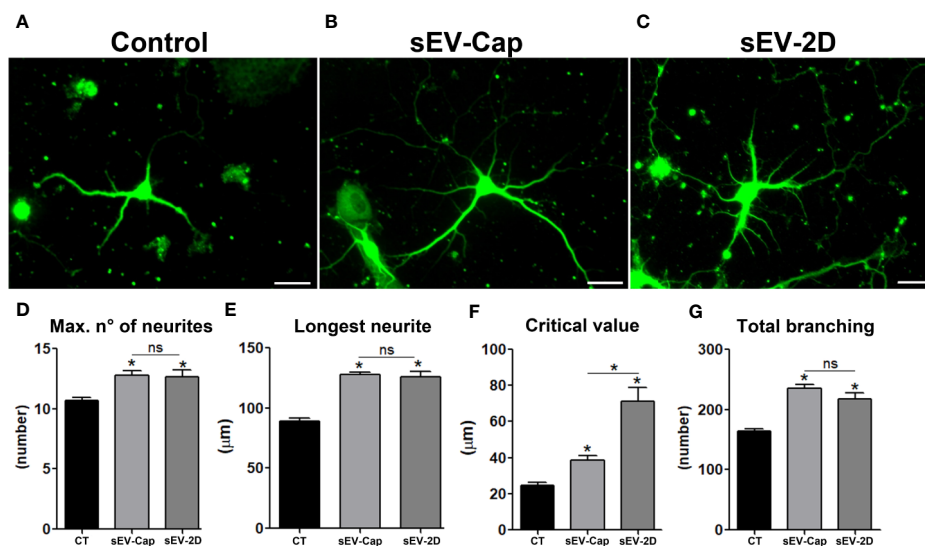 A
Control
B
sEV-Cap
C
sEV-2D
D
Max. n° of neurites
(number)
15
10
5
0
*
ns
*
CT
sEV-Cap
sEV-2D
E
Longest neurite
(μm)
150
100
50
0
*
ns
*
CT
sEV-Cap
sEV-2D
F
Critical value
(μm)
100
80
60
40
20
0
*
*
*
CT
sEV-Cap
sEV-2D
G
Total branching
(number)
300
200
100
0
*
ns
*
CT
sEV-Cap
sEV-2D